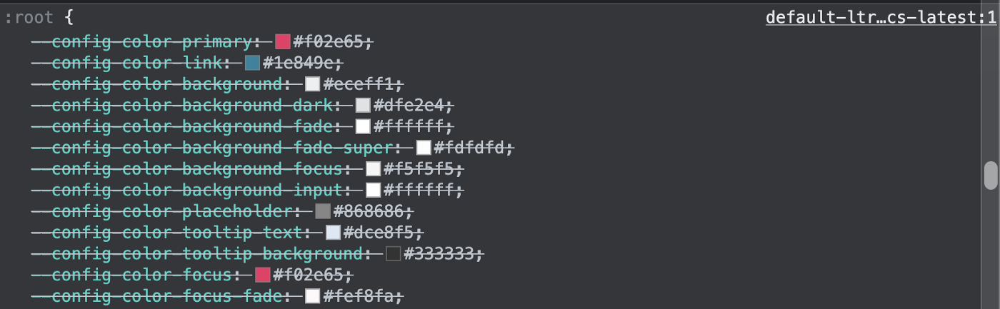 :root {
default-ltr…cs-latest:1
--config-color-primary: #f02e65;
--config-color-link: #1e849e;
--config-color-background: #eceff1;
--config-color-background-dark: #dfe2e4;
--config-color-background-fade: #ffffff;
--config-color-background-fade-super: #fdfdfd;
--config-color-background-focus: #f5f5f5;
--config-color-background-input: #ffffff;
--config-color-placeholder: #868686;
--config-color-tooltip-text: #dce8f5;
--config-color-tooltip-background: #333333;
--config-color-focus: #f02e65;
--config-color-focus-fade: #fef8fa;